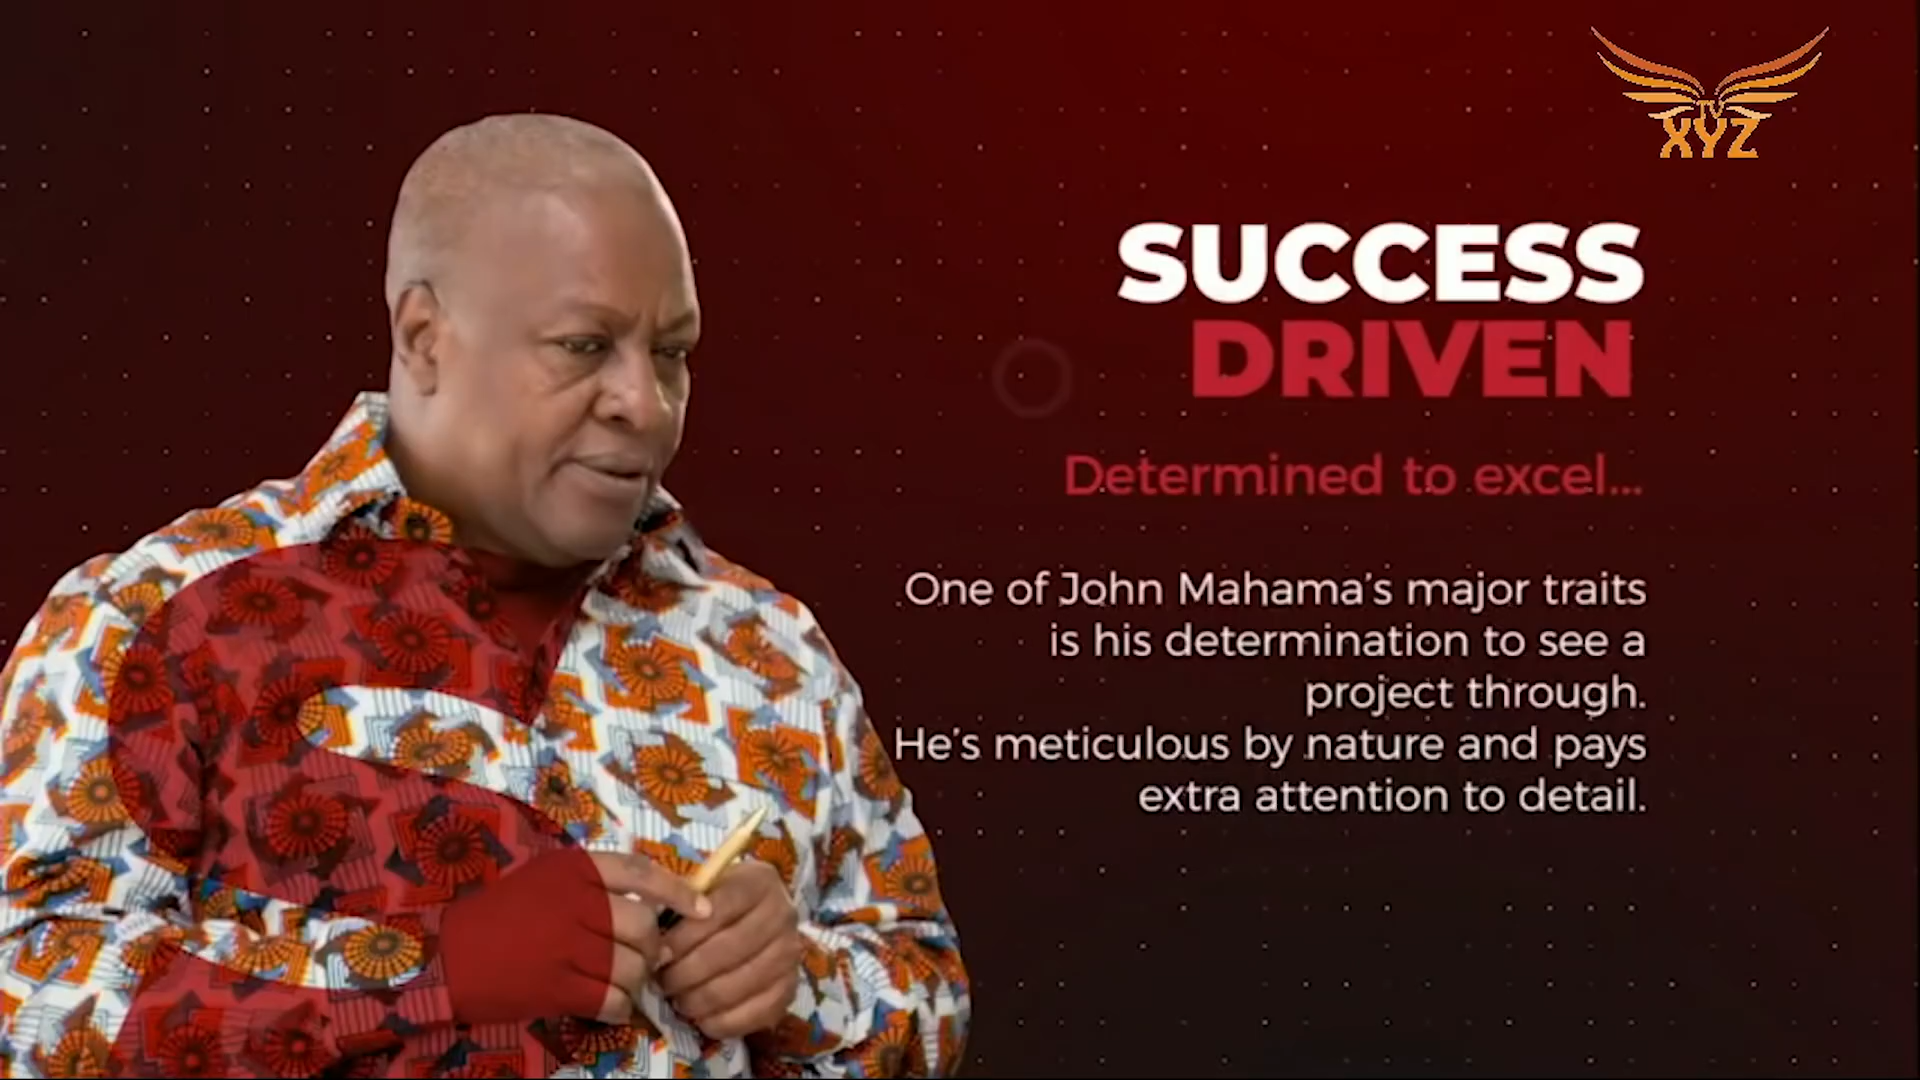 TV
XYZ
SUCCESS
DRIVEN
Determined to excel...
One of John Mahama's major traits
is his determination to see a
project through.
He's meticulous by nature and pays
extra attention to detail.